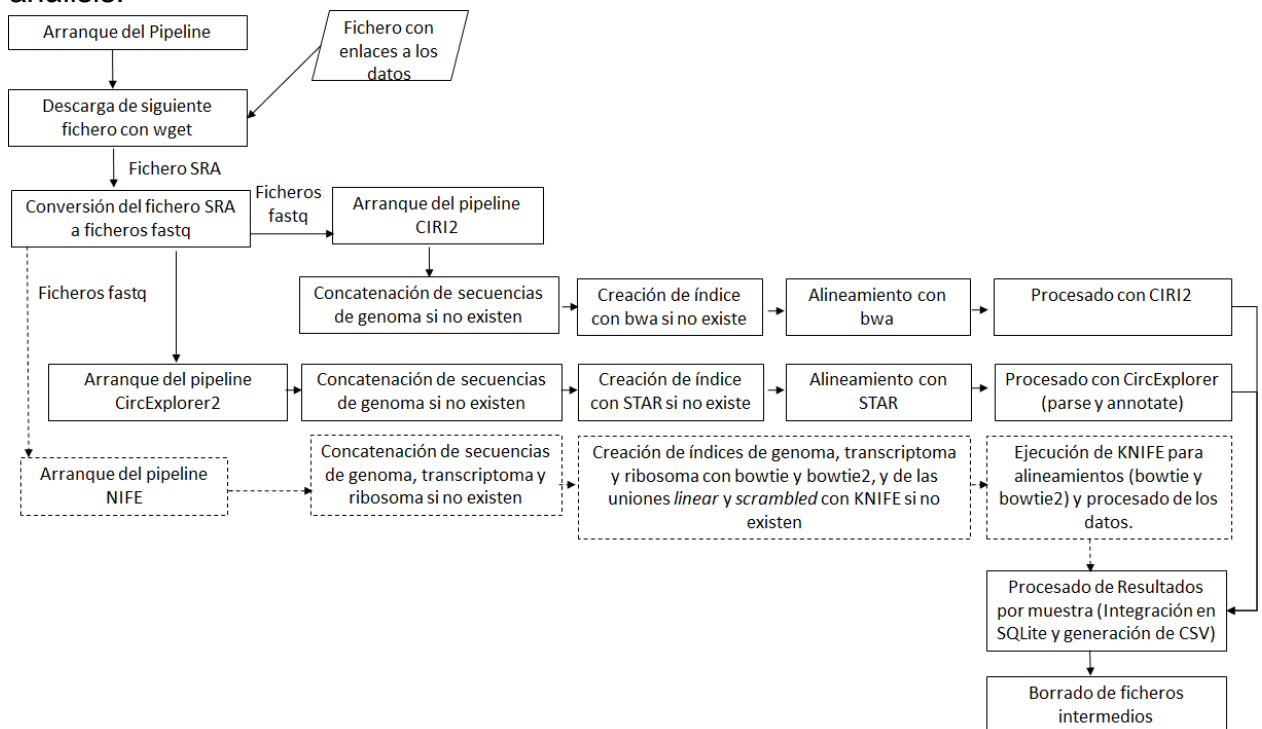 análisis.
Arranque del Pipeline
Fichero con
enlaces a los
datos
Descarga de siguiente
fichero con wget
Fichero SRA
Conversión del fichero SRA
a ficheros fastq
Ficheros
fastq
Arranque del pipeline
CIRI2
Ficheros fastq
Concatenación de secuencias
de genoma si no existen
Creación de índice
con bwa si no existe
Alineamiento con
bwa
Procesado con CIRI2
Arranque del pipeline
CircExplorer2
Concatenación de secuencias
de genoma si no existen
Creación de índice
con STAR si no existe
Alineamiento con
STAR
Procesado con CircExplorer
(parse y annotate)
Arranque del pipeline
NIFE
Concatenación de secuencias
de genoma, transcriptoma y
ribosoma si no existen
Creación de índices de genoma, transcriptoma
y ribosoma con bowtie y bowtie2, y de las
uniones linear y scrambled con KNIFE si no
existen
Ejecución de KNIFE para
alineamientos (bowtie y
bowtie2) y procesado de los
datos.
Procesado de Resultados
por muestra (Integración en
SQLite y generación de CSV)
Borrado de ficheros
intermedios